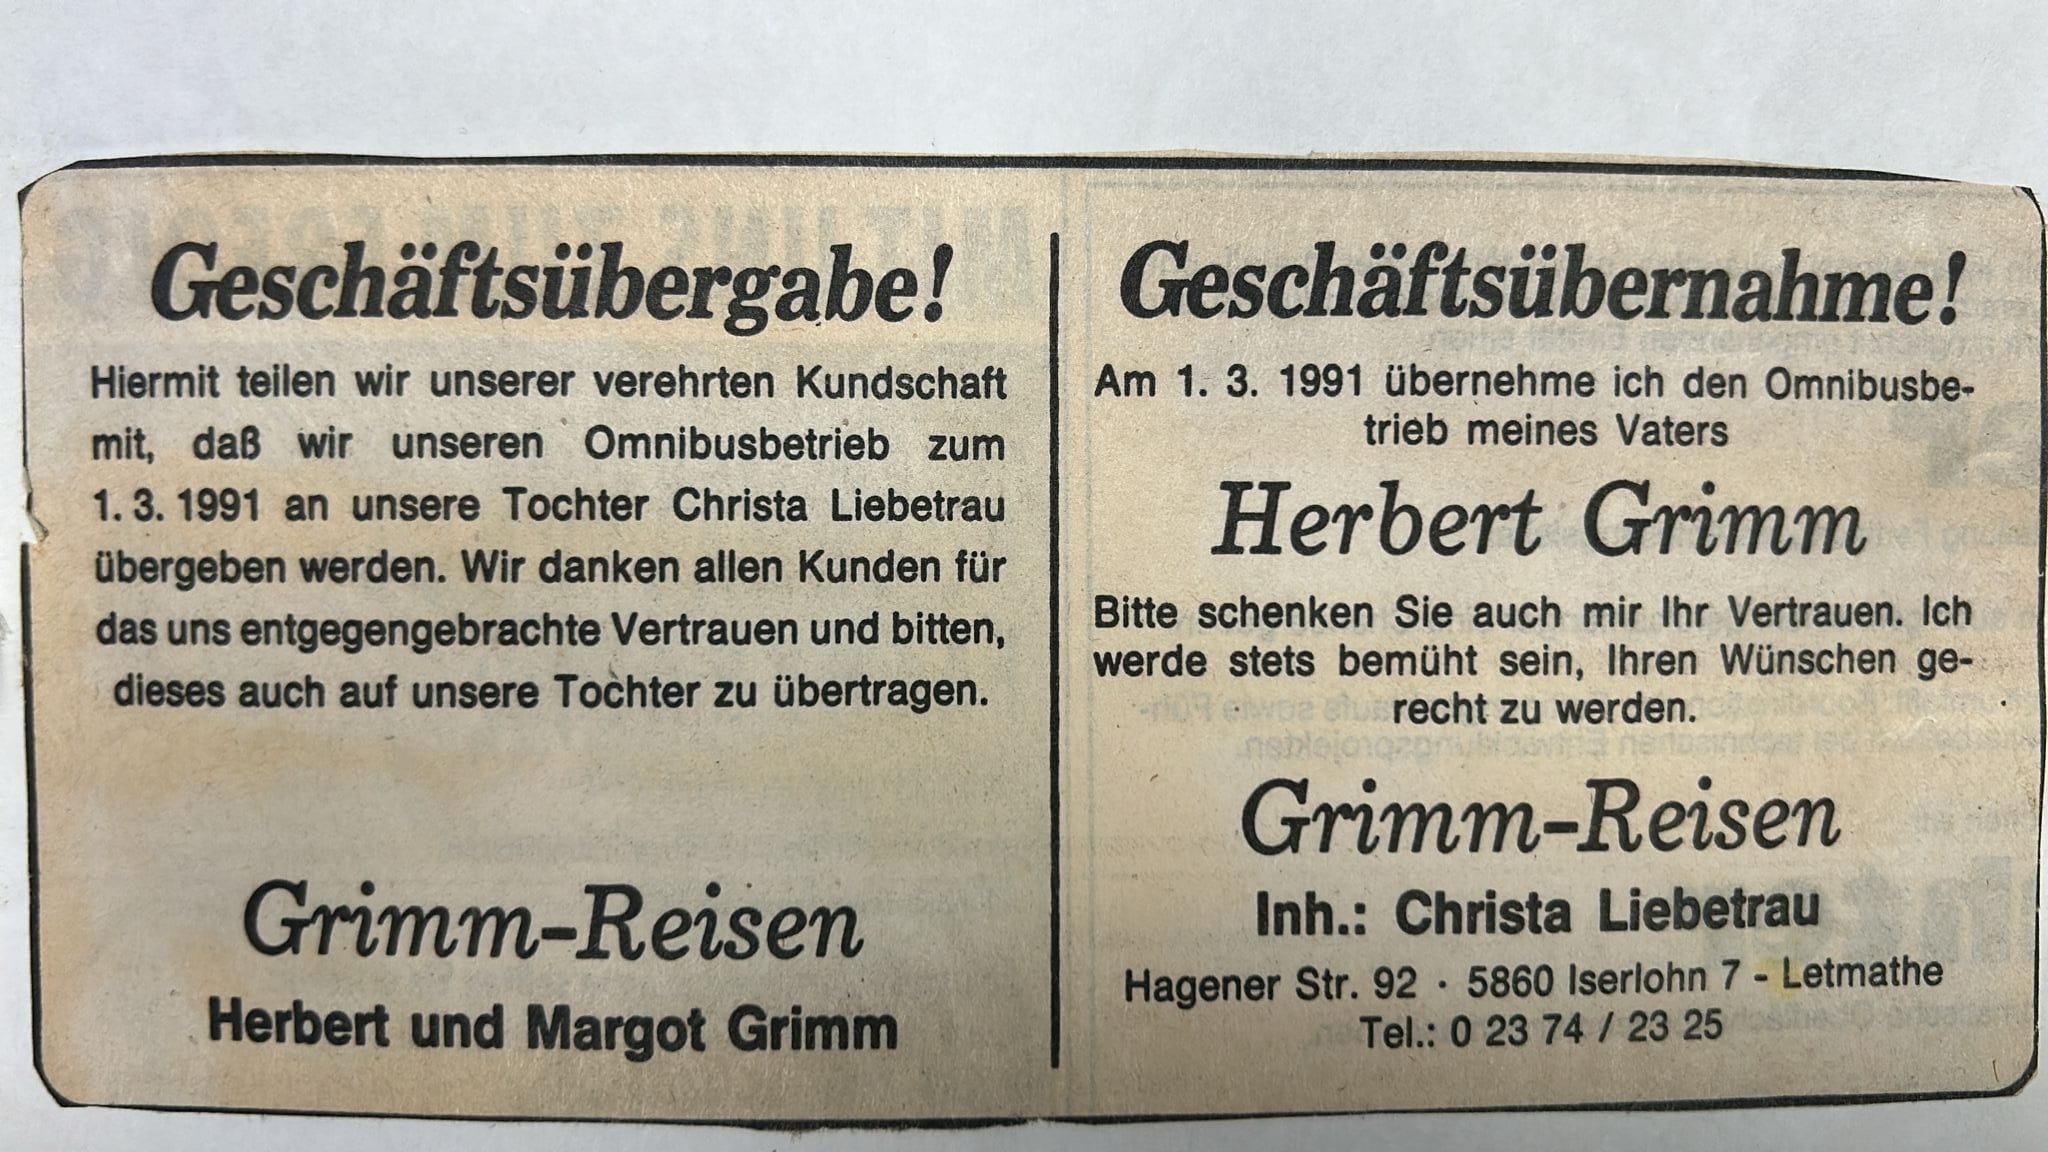 Geschäftsübergabe!
Hiermit teilen wir unserer verehrten Kundschaft
mit, daß wir unseren Omnibusbetrieb zum
1. 3. 1991 an unsere Tochter Christa Liebetrau
übergeben werden. Wir danken allen Kunden für
das uns entgegengebrachte Vertrauen und bitten,
dieses auch auf unsere Tochter zu übertragen.
Grimm-Reisen
Herbert und Margot Grimm
Geschäftsübernahme!
Am 1. 3. 1991 übernehme ich den Omnibusbe-
trieb meines Vaters
Herbert Grimm
Bitte schenken Sie auch mir Ihr Vertrauen. Ich
werde stets bemüht sein, Ihren Wünschen ge-
recht zu werden.
Grimm-Reisen
Inh.: Christa Liebetrau
Hagener Str. 92 · 5860 Iserlohn 7 - Letmathe
Tel.: 0 23 74 / 23 25